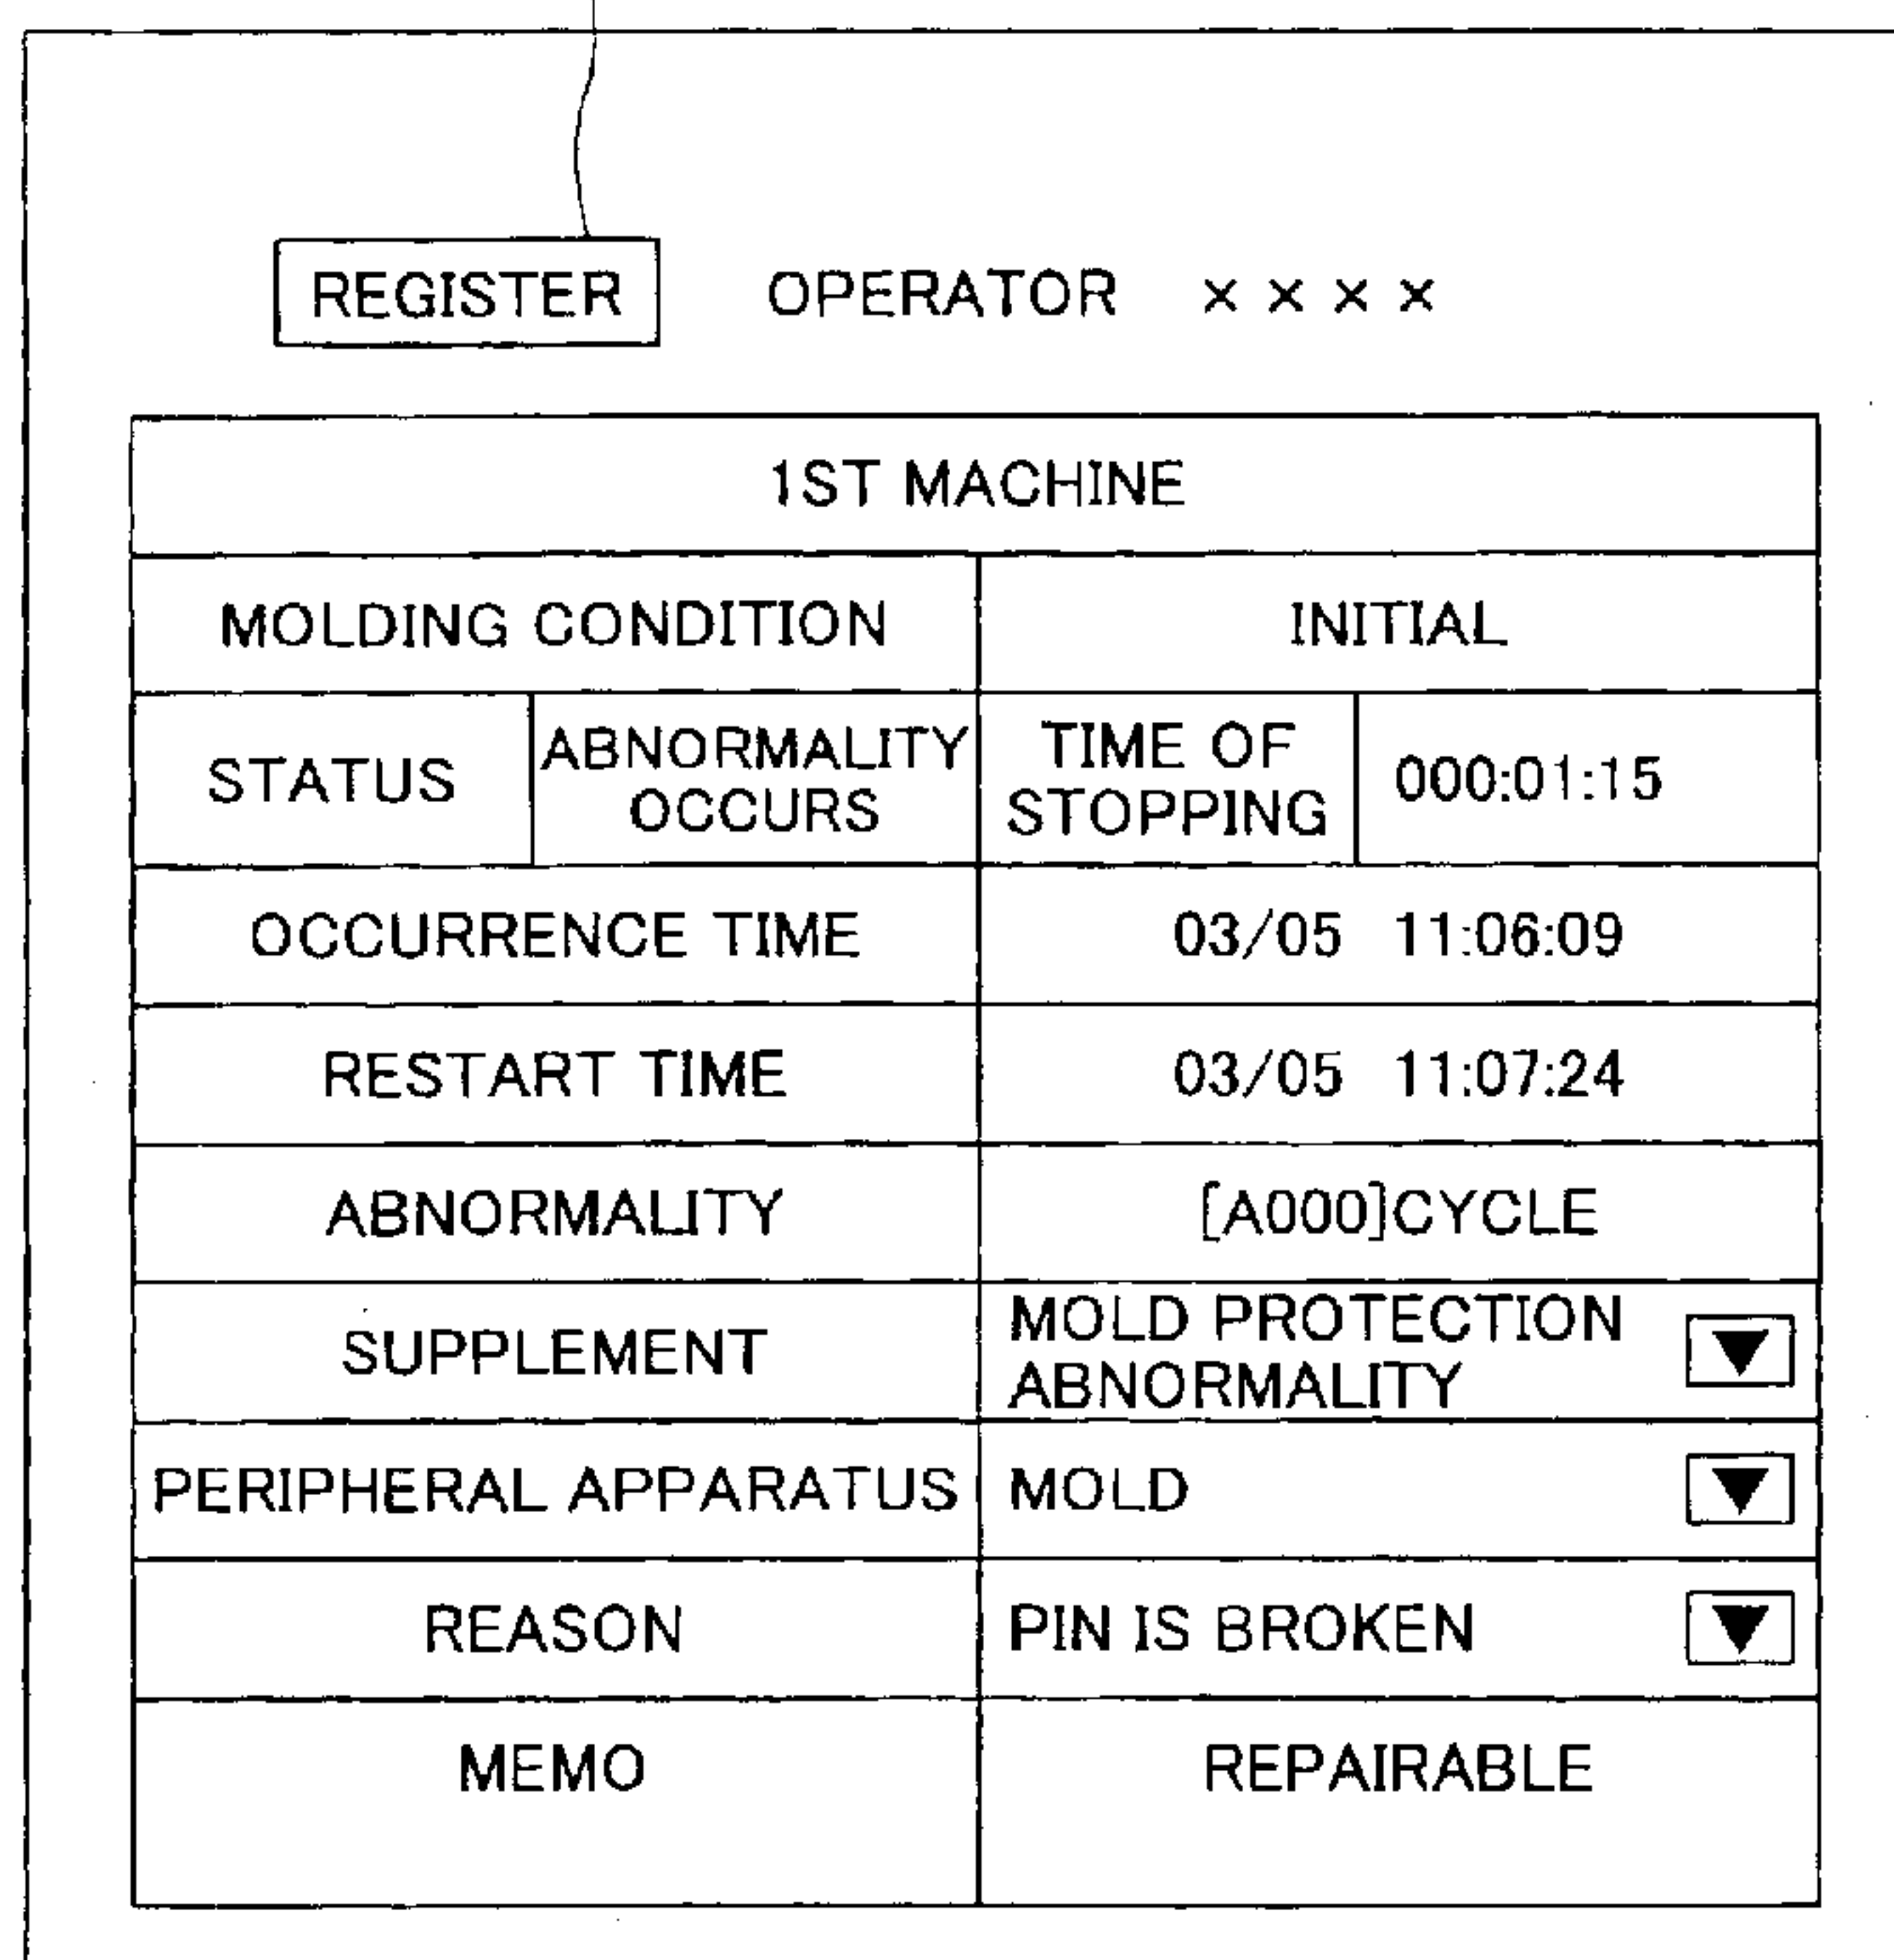 REGISTER OPERATOR × × × ×
1ST MACHINE
MOLDING CONDITION INITIAL
STATUS ABNORMALITY OCCURS TIME OF STOPPING 000:01:15
OCCURRENCE TIME 03/05 11:06:09
RESTART TIME 03/05 11:07:24
ABNORMALITY [A000]CYCLE
SUPPLEMENT MOLD PROTECTION ABNORMALITY ▼
PERIPHERAL APPARATUS MOLD ▼
REASON PIN IS BROKEN ▼
MEMO REPAIRABLE